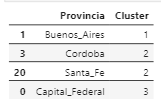 Provincia Cluster
1 Buenos_Aires 1
3 Cordoba 2
20 Santa_Fe 2
0 Capital_Federal 3